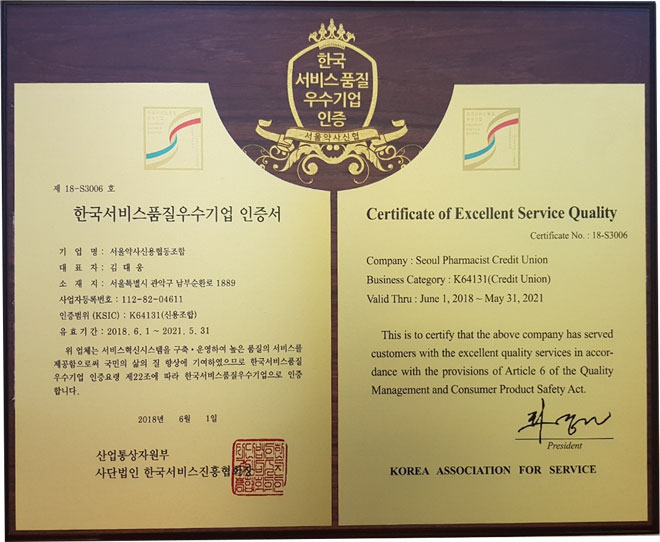 한국
서비스품질
우수기업
인증
서울약사신협
제 18-S3006 호
한국서비스품질우수기업 인증서
기 업 명 : 서울약사신용협동조합
대 표 자 : 김 대 웅
소 재 지 : 서울특별시 관악구 남부순환로 1889
사업자등록번호 : 112-82-04611
인증범위 (KSIC) : K64131(신용조합)
유 효 기 간 : 2018. 6. 1 ~ 2021. 5. 31
위 업체는 서비스혁신시스템을 구축·운영하여 높은 품질의 서비스를
제공함으로써 국민의 삶의 질 향상에 기여하였으므로 한국서비스품질
우수기업 인증요령 제22조에 따라 한국서비스품질우수기업으로 인증
합니다.
2018년 6월 1일
산업통상자원부
사단법인 한국서비스진흥협회장
Certificate of Excellent Service Quality
Certificate No. : 18-S3006
Company : Seoul Pharmacist Credit Union
Business Category : K64131(Credit Union)
Valid Thru : June 1, 2018 ~ May 31, 2021
This is to certify that the above company has served
customers with the excellent quality services in accor-
dance with the provisions of Article 6 of the Quality
Management and Consumer Product Safety Act.
President
KOREA ASSOCIATION FOR SERVICE